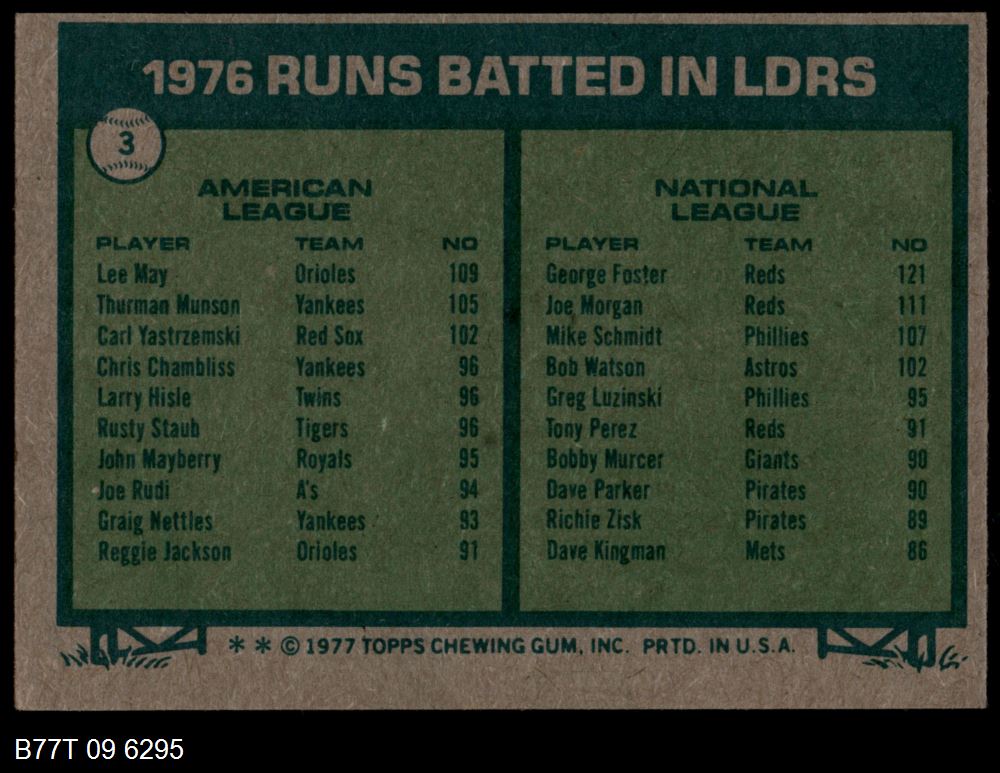 1976 RUNS BATTED IN LDRS
3
AMERICAN
LEAGUE
PLAYER TEAM NO
Lee May Orioles 109
Thurman Munson Yankees 105
Carl Yastrzemski Red Sox 102
Chris Chambliss Yankees 96
Larry Hisle Twins 96
Rusty Staub Tigers 96
John Mayberry Royals 95
Joe Rudi A's 94
Graig Nettles Yankees 93
Reggie Jackson Orioles 91
NATIONAL
LEAGUE
PLAYER TEAM NO
George Foster Reds 121
Joe Morgan Reds 111
Mike Schmidt Phillies 107
Bob Watson Astros 102
Greg Luzinski Phillies 95
Tony Perez Reds 91
Bobby Murcer Giants 90
Dave Parker Pirates 90
Richie Zisk Pirates 89
Dave Kingman Mets 86
** © 1977 TOPPS CHEWING GUM, INC. PRTD. IN U.S.A.
B77T 09 6295